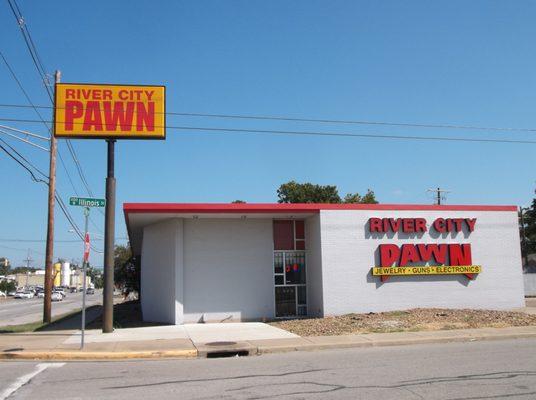 RIVER CITY
PAWN
Illinois
RIVER CITY
PAWN
JEWELRY • GUNS • ELECTRONICS